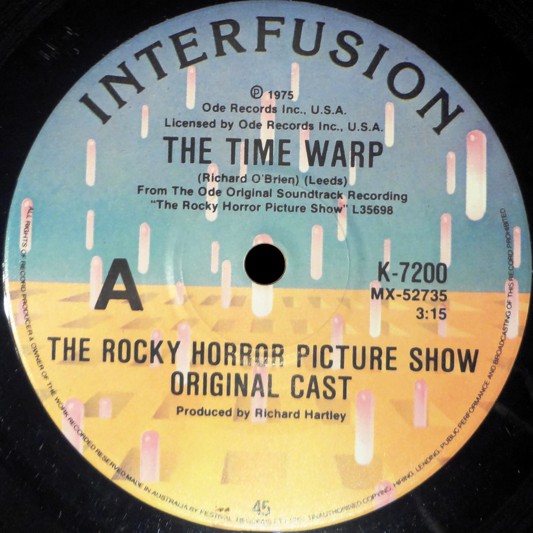 INTERFUSION
℗ 1975
Ode Records Inc., U.S.A.
Licensed by Ode Records Inc., U.S.A.
THE TIME WARP
(Richard O'Brien) (Leeds)
From The Ode Original Soundtrack Recording
"The Rocky Horror Picture Show" L35698
A
K-7200
MX-52735
3:15
THE ROCKY HORROR PICTURE SHOW
ORIGINAL CAST
Produced by Richard Hartley
45
ALL RIGHTS OF RECORD PRODUCER & OWNER OF THE WORK RECORDED RESERVED MADE IN AUSTRALIA BY FESTIVAL UNAUTHORISED COPYING, HIRING, LENDING, PUBLIC PERFORMANCE AND BROADCASTING OF THIS RECORD PROHIBITED